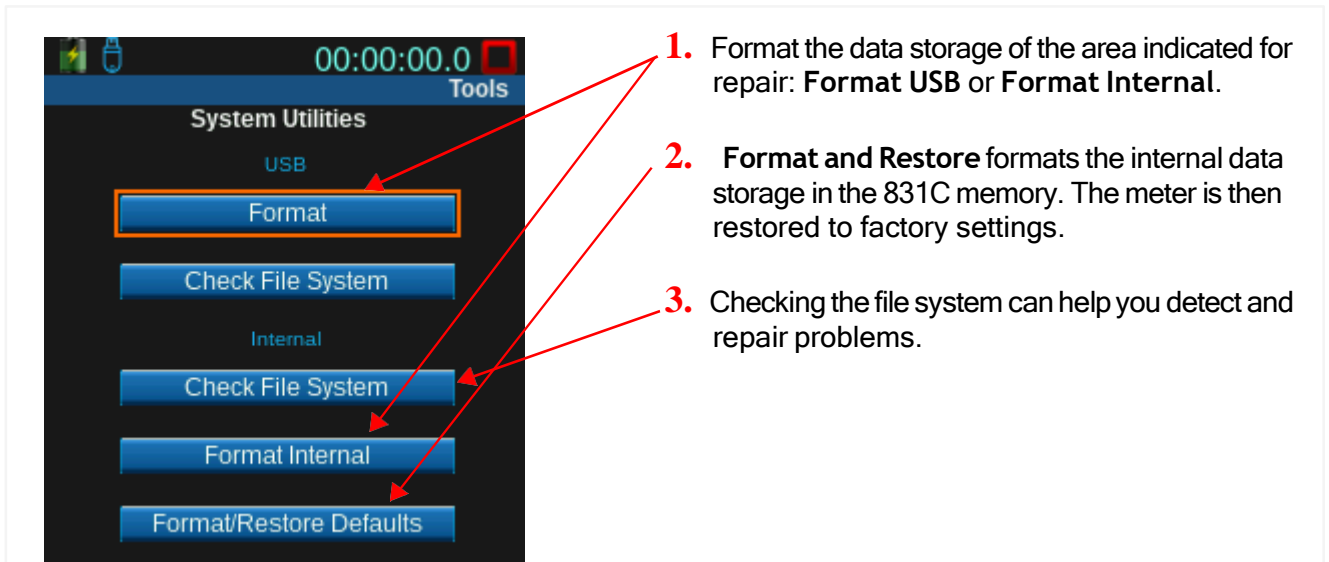 00:00:00.0
Tools
System Utilities
USB
Format
Check File System
Internal
Check File System
Format Internal
Format/Restore Defaults
1. Format the data storage of the area indicated for
repair: Format USB or Format Internal.
2. Format and Restore formats the internal data
storage in the 831C memory. The meter is then
restored to factory settings.
3. Checking the file system can help you detect and
repair problems.